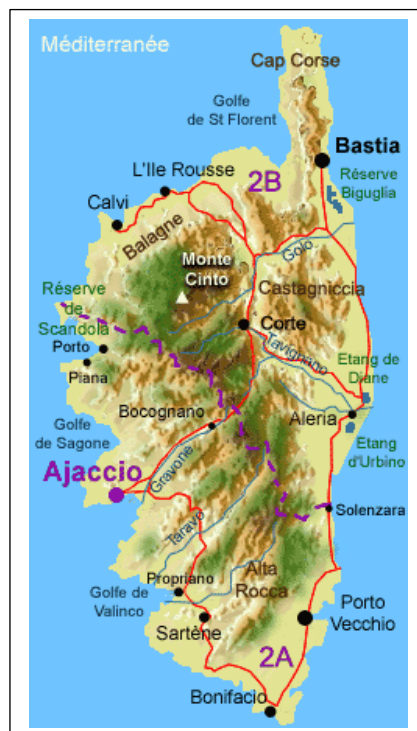 Méditerranée
Cap Corse
Golfe
de St Florent
Bastia
L'Ile Rousse
2B
Réserve
Biguglia
Calvi
Balagne
Golo
Monte
Cinto
Castagniccia
Réserve
de
Scandola
Corte
Tavignano
Porto
Etang
de
Diane
Piana
Bocognano
Aleria
Golfe
de Sagone
Etang
d'Urbino
Ajaccio
Gravone
Solenzara
Taravo
Propriano
Alta
Rocca
Golfe de
Valinco
Porto
Vecchio
Sartène
2A
Bonifacio